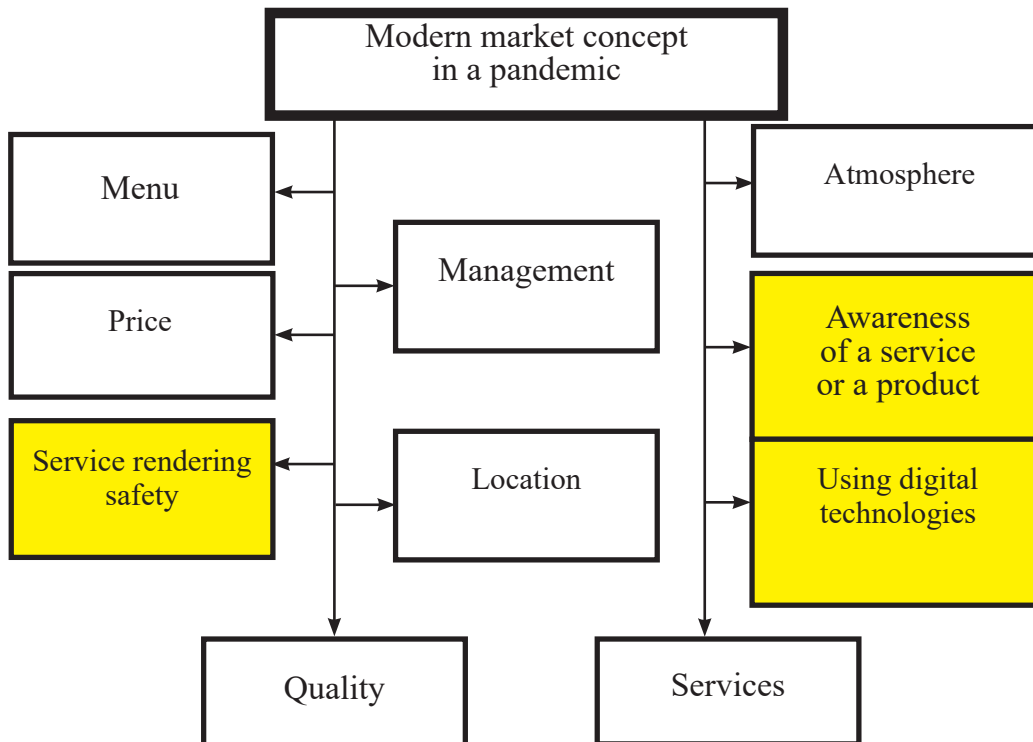 Modern market concept
in a pandemic
Menu
Atmosphere
Management
Price
Awareness
of a service
or a product
Service rendering
safety
Location
Using digital
technologies
Quality
Services